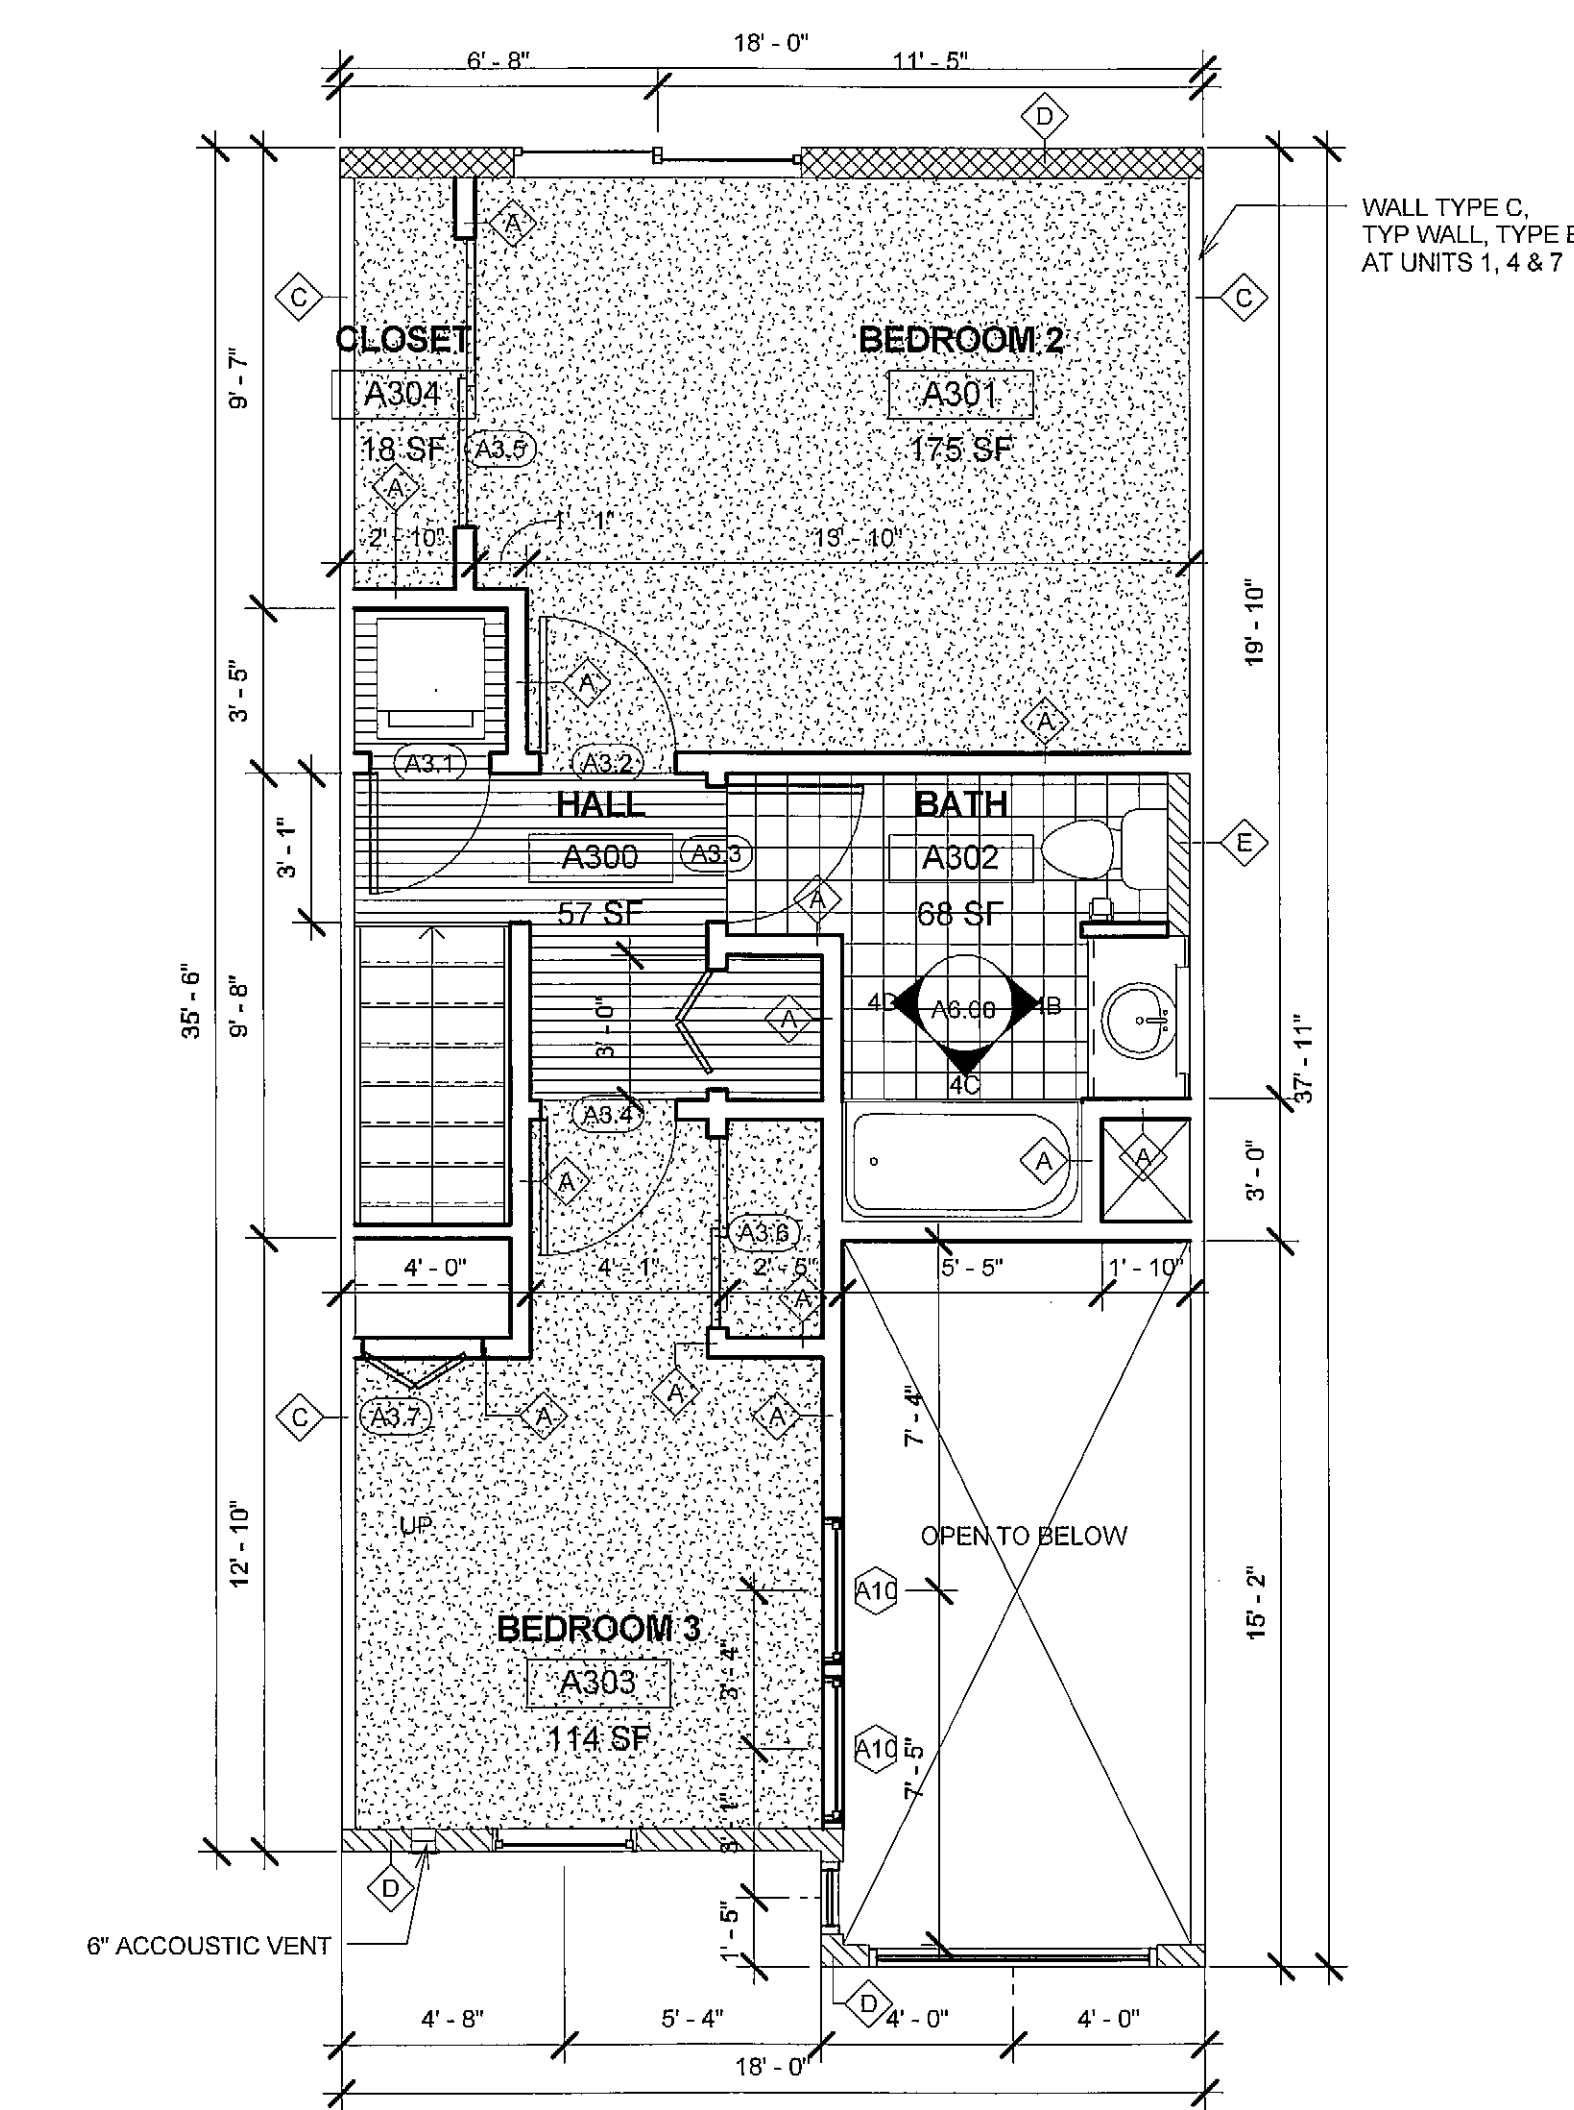 18' - 0"
6' - 8"
11' - 5"
D
WALL TYPE C,
TYP WALL, TYPE
AT UNITS 1, 4 & 7
A
C
C
CLOSET
A304
18 SF
A3.5
BEDROOM 2
A301
175 SF
9' - 7"
A
2' - 10"
1' - 1"
13' - 10"
19' - 10"
3' - 5"
A
A
A3.1
A3.2
HALL
A300
57 SF
A3.3
BATH
A302
68 SF
E
3' - 1"
A
35' - 6"
9' - 8"
3' - 0"
A
4D
A6.00
4B
4C
37' - 11"
A3.4
A
A
A
3' - 0"
A3.6
4' - 0"
4' - 1"
2' - 5"
5' - 5"
1' - 10"
A
A
C
A3.7
A
A
7' - 4"
UP
OPEN TO BELOW
12' - 10"
A10
15' - 2"
BEDROOM 3
A303
114 SF
3' - 4"
A10
7' - 5"
3' - 1"
D
6" ACCOUSTIC VENT
1' - 5"
D
4' - 8"
5' - 4"
4' - 0"
4' - 0"
18' - 0"